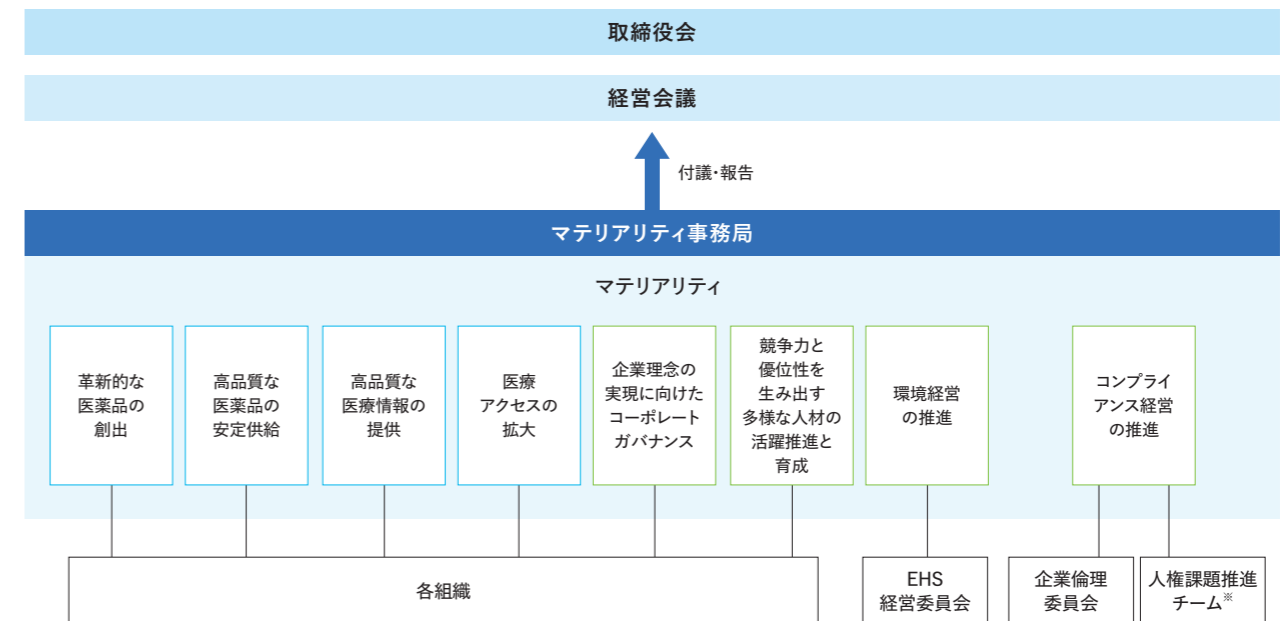 取締役会
経営会議
付議・報告
マテリアリティ事務局
マテリアリティ
革新的な
医薬品の
創出
高品質な
医薬品の
安定供給
高品質な
医療情報の
提供
医療
アクセスの
拡大
企業理念の
実現に向けた
コーポレート
ガバナンス
競争力と
優位性を
生み出す
多様な人材の
活躍推進と
育成
環境経営
の推進
コンプライ
アンス経営
の推進
各組織
EHS
経営委員会
企業倫理
委員会
人権課題推進
チーム※